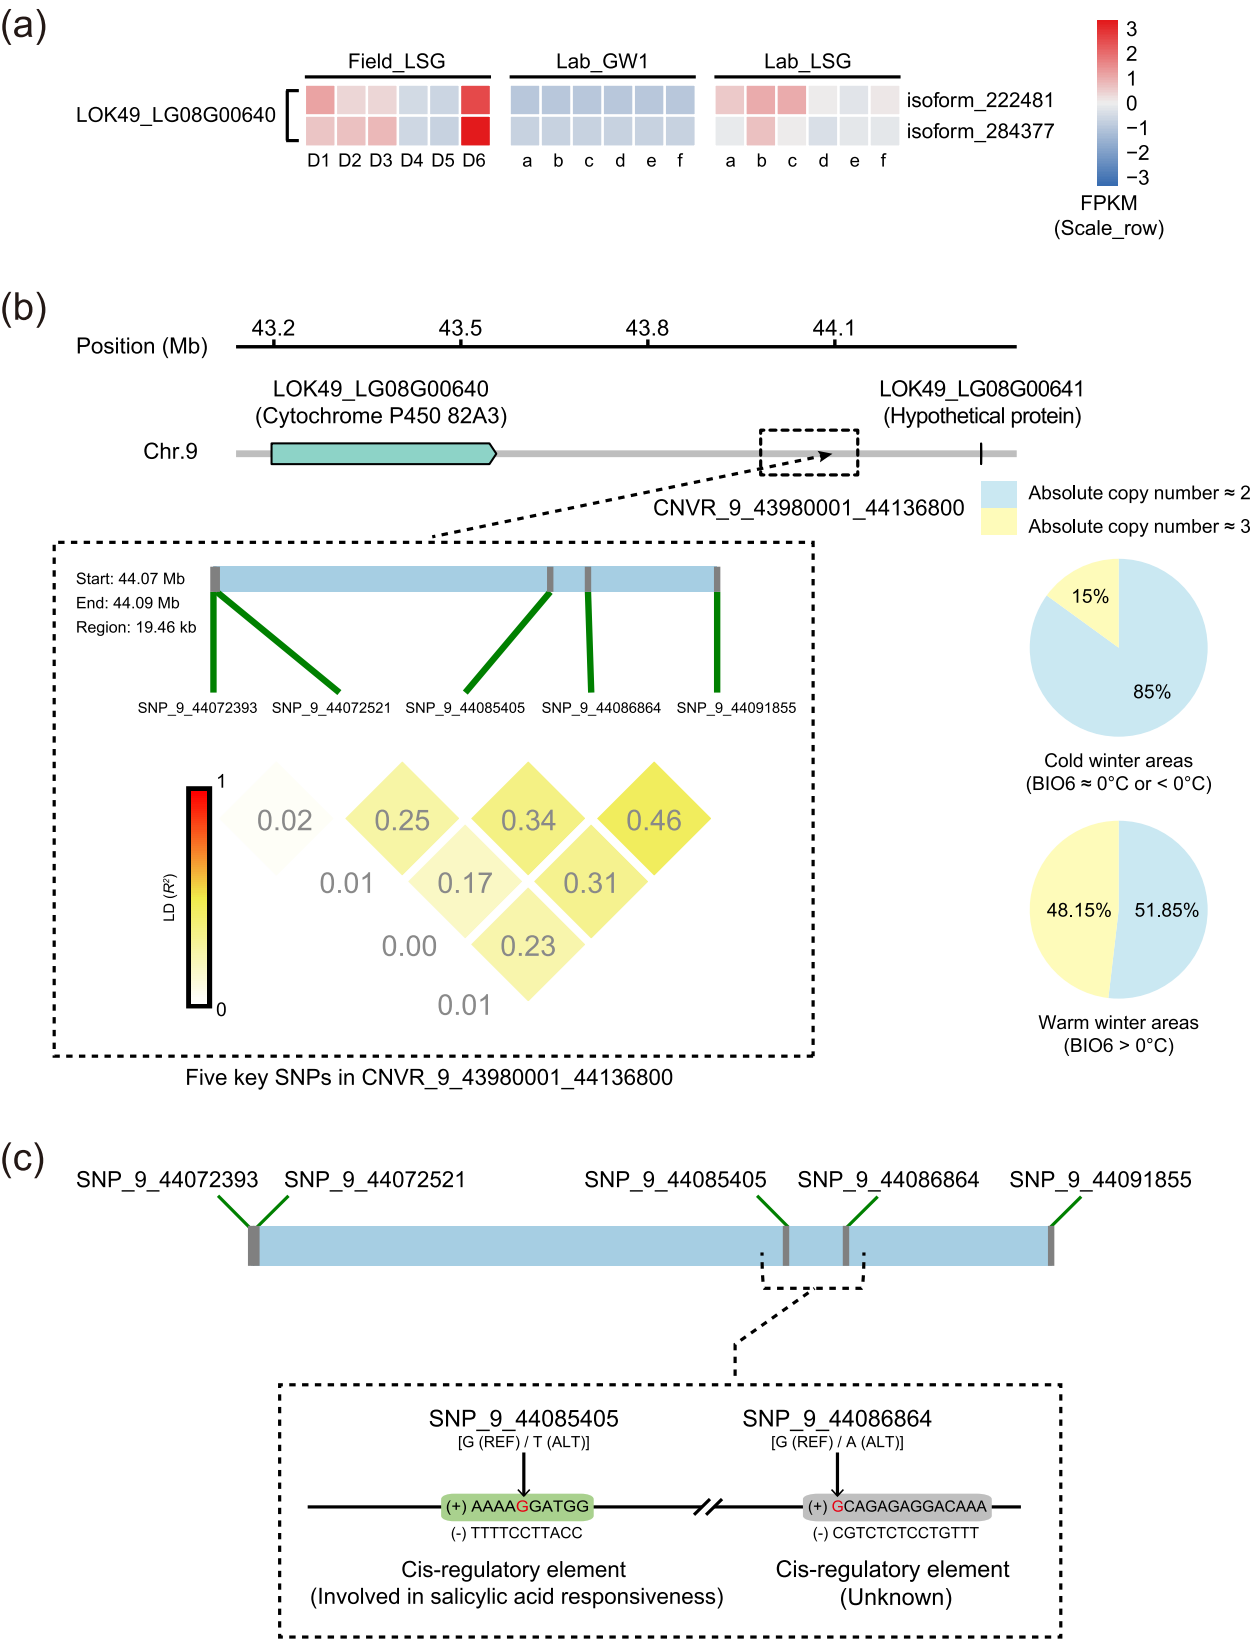 (a)
Field_LSG Lab_GW1 Lab_LSG
LOK49_LG08G00640
isoform_222481
isoform_284377
D1 D2 D3 D4 D5 D6 a b c d e f a b c d e f
3
2
1
0
−1
−2
−3
FPKM
(Scale_row)
(b)
Position (Mb)
43.2 43.5 43.8 44.1
LOK49_LG08G00640
(Cytochrome P450 82A3)
LOK49_LG08G00641
(Hypothetical protein)
Chr.9
CNVR_9_43980001_44136800
Absolute copy number ≈ 2
Absolute copy number ≈ 3
Start: 44.07 Mb
End: 44.09 Mb
Region: 19.46 kb
SNP_9_44072393 SNP_9_44072521 SNP_9_44085405 SNP_9_44086864 SNP_9_44091855
1
LD (R²)
0
0.02 0.25 0.34 0.46
0.01 0.17 0.31
0.00 0.23
0.01
Five key SNPs in CNVR_9_43980001_44136800
15%
85%
Cold winter areas
(BIO6 ≈ 0°C or < 0°C)
48.15% 51.85%
Warm winter areas
(BIO6 > 0°C)
(c)
SNP_9_44072393 SNP_9_44072521 SNP_9_44085405 SNP_9_44086864 SNP_9_44091855
SNP_9_44085405
[G (REF) / T (ALT)]
(+) AAAAGGATGG
(-) TTTTCCTTACC
Cis-regulatory element
(Involved in salicylic acid responsiveness)
SNP_9_44086864
[G (REF) / A (ALT)]
(+) GCAGAGAGGACAAA
(-) CGTCTCTCCTGTTT
Cis-regulatory element
(Unknown)